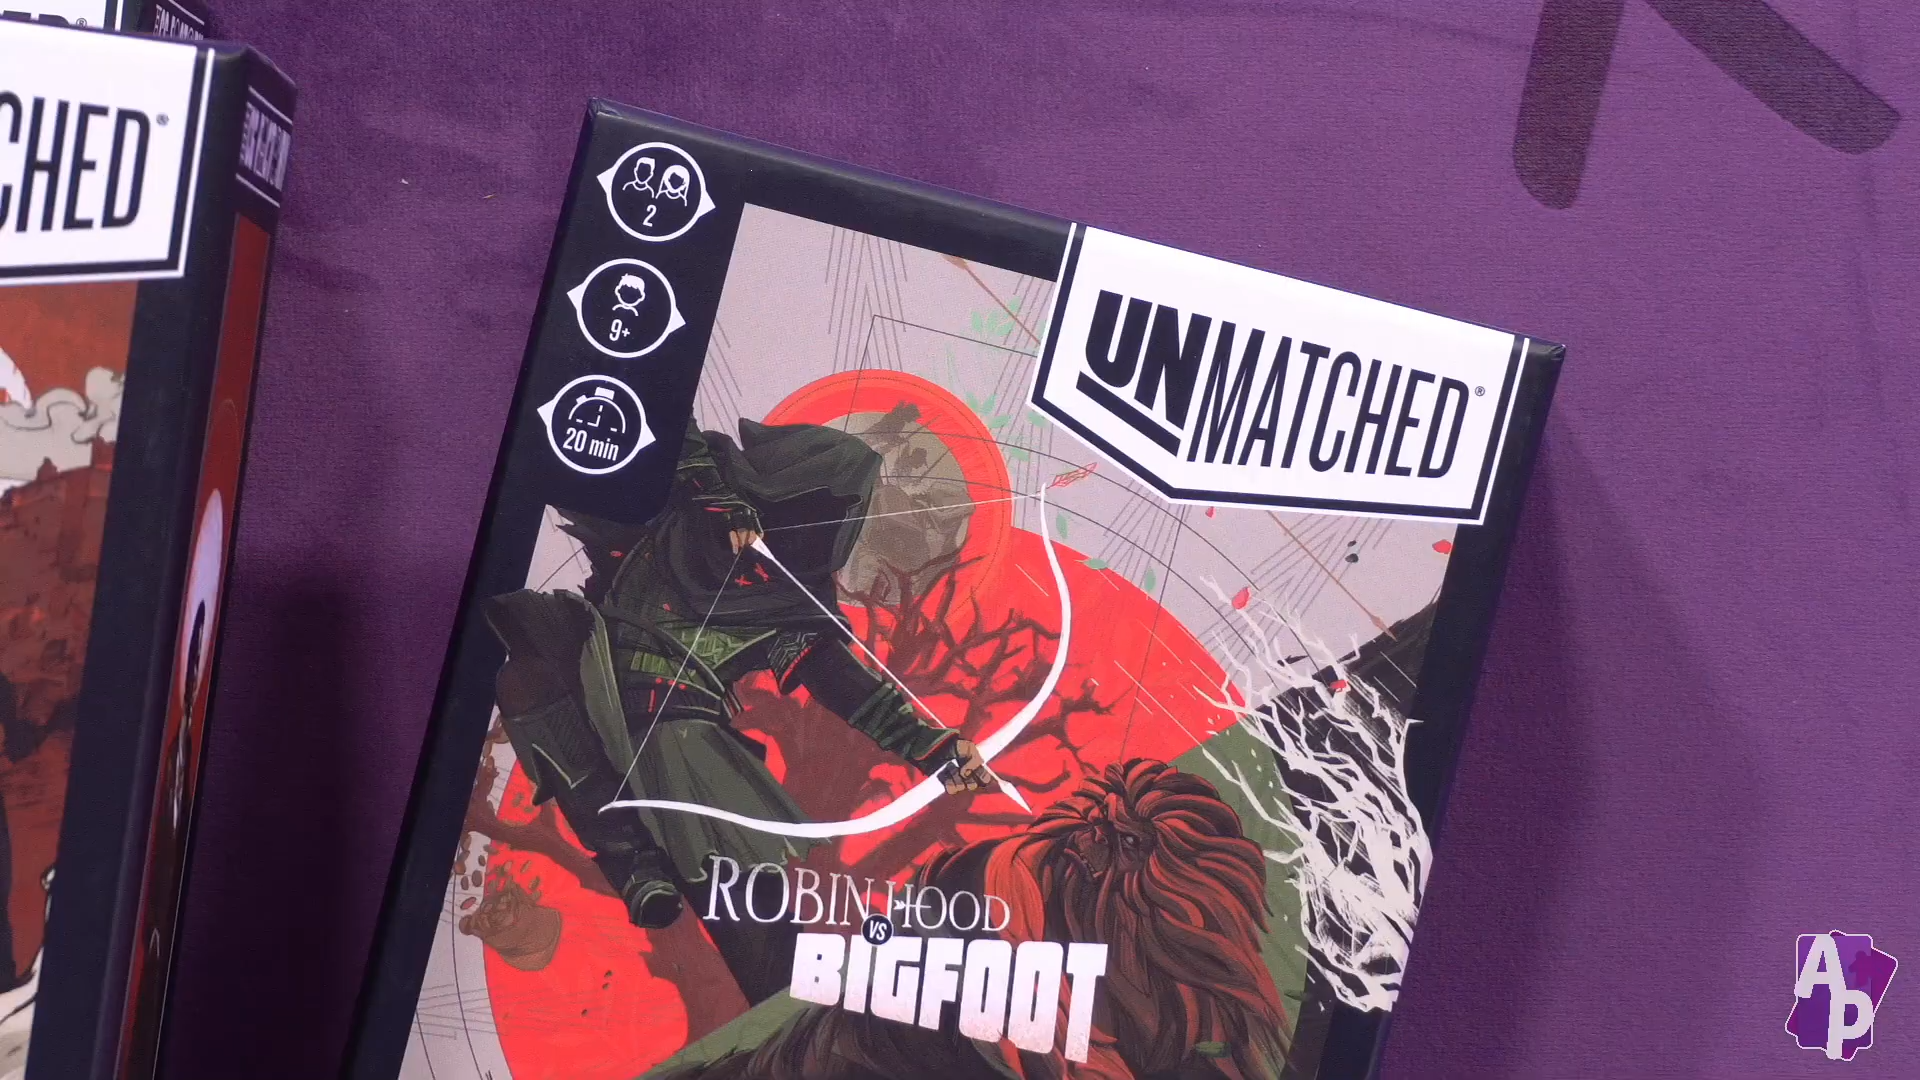 CHED®
2
9+
20 min
UNMATCHED®
ROBIN HOOD
VS
BIGFOOT
AP